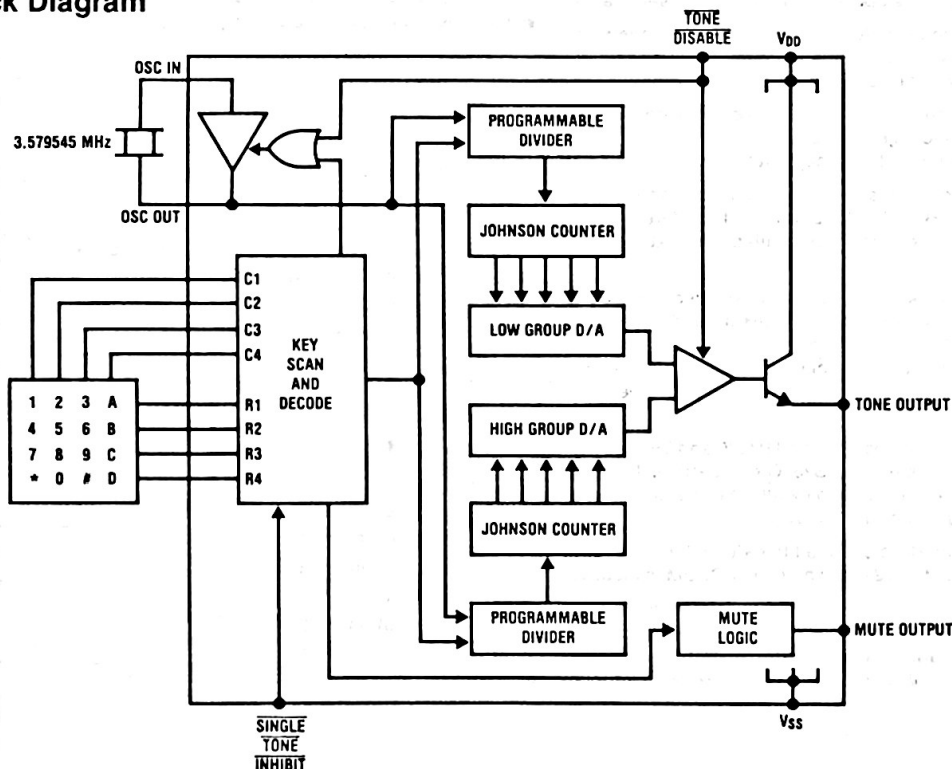 ck Diagram
TONE
DISABLE
VDD
OSC IN
3.579545 MHz
OSC OUT
PROGRAMMABLE
DIVIDER
JOHNSON COUNTER
LOW GROUP D/A
C1
C2
C3
C4
R1
R2
R3
R4
KEY
SCAN
AND
DECODE
1 2 3 A
4 5 6 B
7 8 9 C
* 0 # D
TONE OUTPUT
HIGH GROUP D/A
JOHNSON COUNTER
PROGRAMMABLE
DIVIDER
MUTE
LOGIC
MUTE OUTPUT
SINGLE
TONE
INHIBIT
VSS